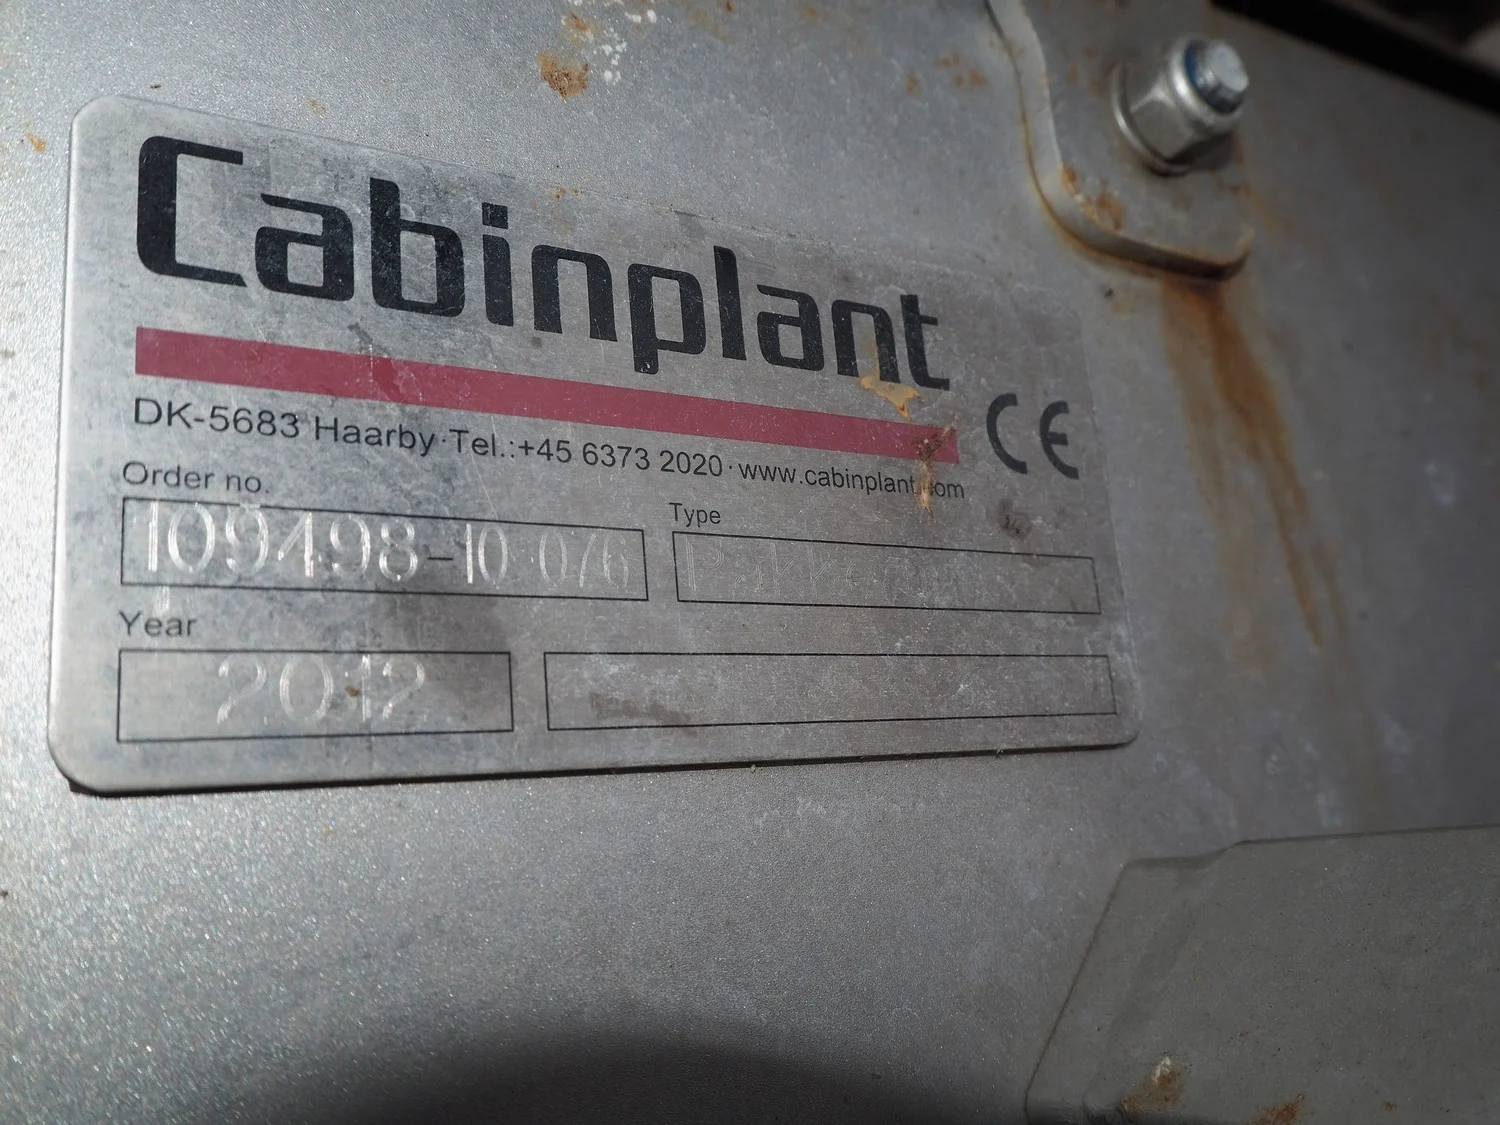 Cabinplant
CE
DK-5683 Haarby·Tel.:+45 6373 2020·www.cabinplant.com
Order no.
109498-10 076
Type
Year
2012